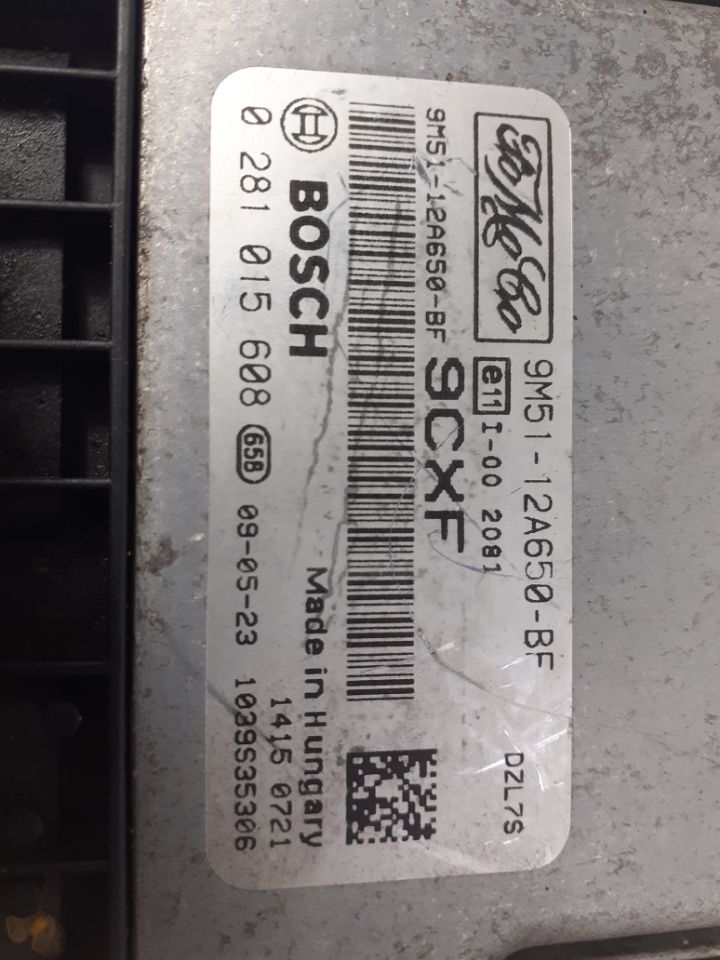 FoMoCo
9M51-12A650-BF
DZL7S
e11 I-00 2081
9M51-12A650-BF 9CXF
BOSCH
Made in Hungary
1415 0721
0 281 015 608 65B 09-05-23 1039S35306